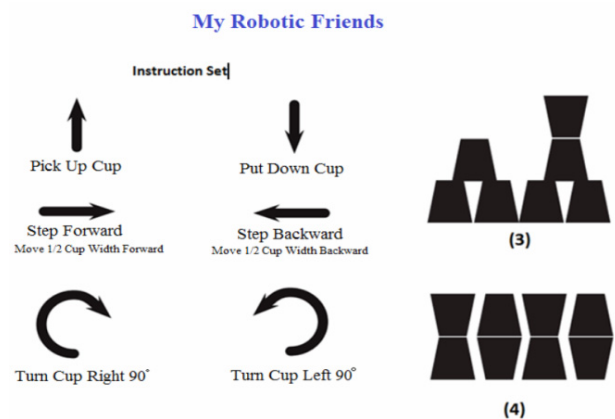 My Robotic Friends
Instruction Set
Pick Up Cup
Put Down Cup
Step Forward
Move 1/2 Cup Width Forward
Step Backward
Move 1/2 Cup Width Backward
(3)
Turn Cup Right 90°
Turn Cup Left 90°
(4)